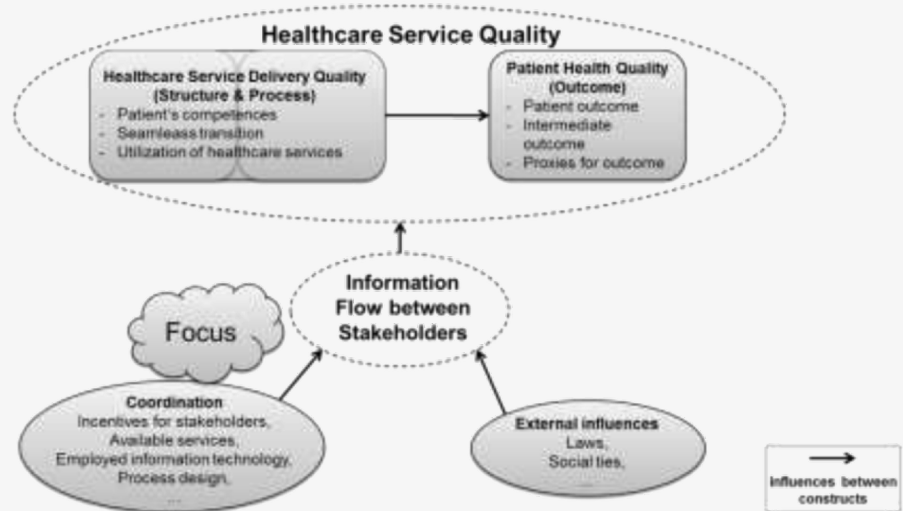 Healthcare Service Quality
Healthcare Service Delivery Quality
(Structure & Process)
- Patient's competences
- Seamleass transition
- Utilization of healthcare services
Patient Health Quality
(Outcome)
- Patient outcome
- Intermediate
outcome
- Proxies for outcome
Information
Flow between
Stakeholders
Focus
Coordination
Incentives for stakeholders,
Available services,
Employed information technology,
Process design,
...
External influences
Laws,
Social ties,
...
Influences between
constructs